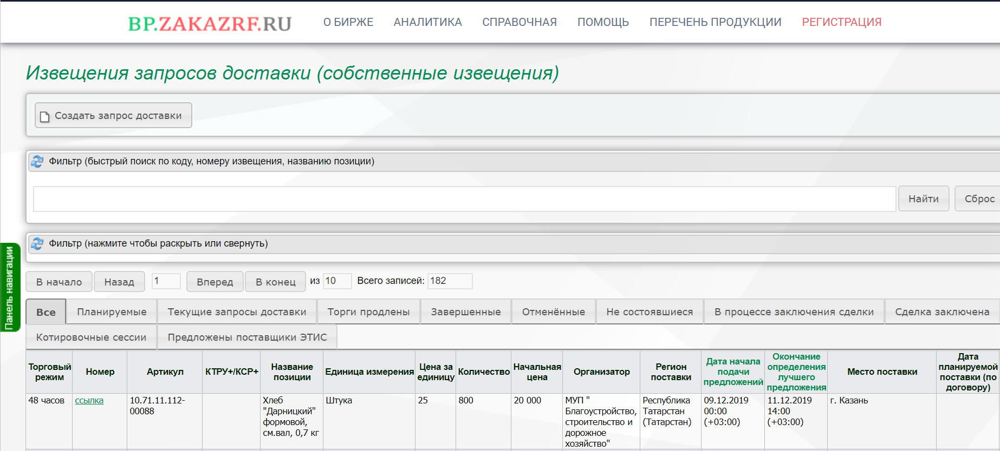 BP.ZAKAZRF.RU О БИРЖЕ АНАЛИТИКА СПРАВОЧНАЯ ПОМОЩЬ ПЕРЕЧЕНЬ ПРОДУКЦИИ РЕГИСТРАЦИЯ
Извещения запросов доставки (собственные извещения)
Создать запрос доставки
Фильтр (быстрый поиск по коду, номеру извещения, названию позиции)
Найти Сброс
Фильтр (нажмите чтобы раскрыть или свернуть)
Панель навигации
В начало Назад 1 Вперед В конец из 10 Всего записей: 182
Все Планируемые Текущие запросы доставки Торги продлены Завершенные Отменённые Не состоявшиеся В процессе заключения сделки Сделка заключена
Котировочные сессии Предложены поставщики ЭТИС
Торговый
режим
Номер
Артикул
КТРУ+/КСР+
Название
позиции
Единица измерения
Цена за
единицу
Количество
Начальная
цена
Организатор
Регион
поставки
Дата начала
подачи
предложений
Окончание
определения
лучшего
предложения
Место поставки
Дата
планируемой
поставки (по
договору)
48 часов
ссылка
10.71.11.112-
00088
Хлеб
"Дарницкий"
формовой,
см.вал, 0,7 кг
Штука
25
800
20 000
МУП "
Благоустройство,
строительство и
дорожное
хозяйство"
Республика
Татарстан
(Татарстан)
09.12.2019
00:00
(+03:00)
11.12.2019
14:00
(+03:00)
г. Казань